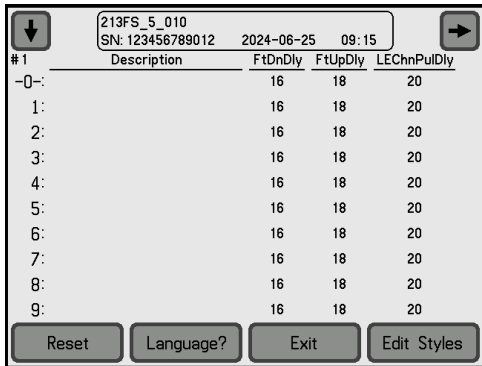 213FS_5_010
SN: 123456789012 2024-06-25 09:15
#1 Description FtDnDly FtUpDly LEChnPulDly
-0-: 16 18 20
1: 16 18 20
2: 16 18 20
3: 16 18 20
4: 16 18 20
5: 16 18 20
6: 16 18 20
7: 16 18 20
8: 16 18 20
9: 16 18 20
Reset Language? Exit Edit Styles